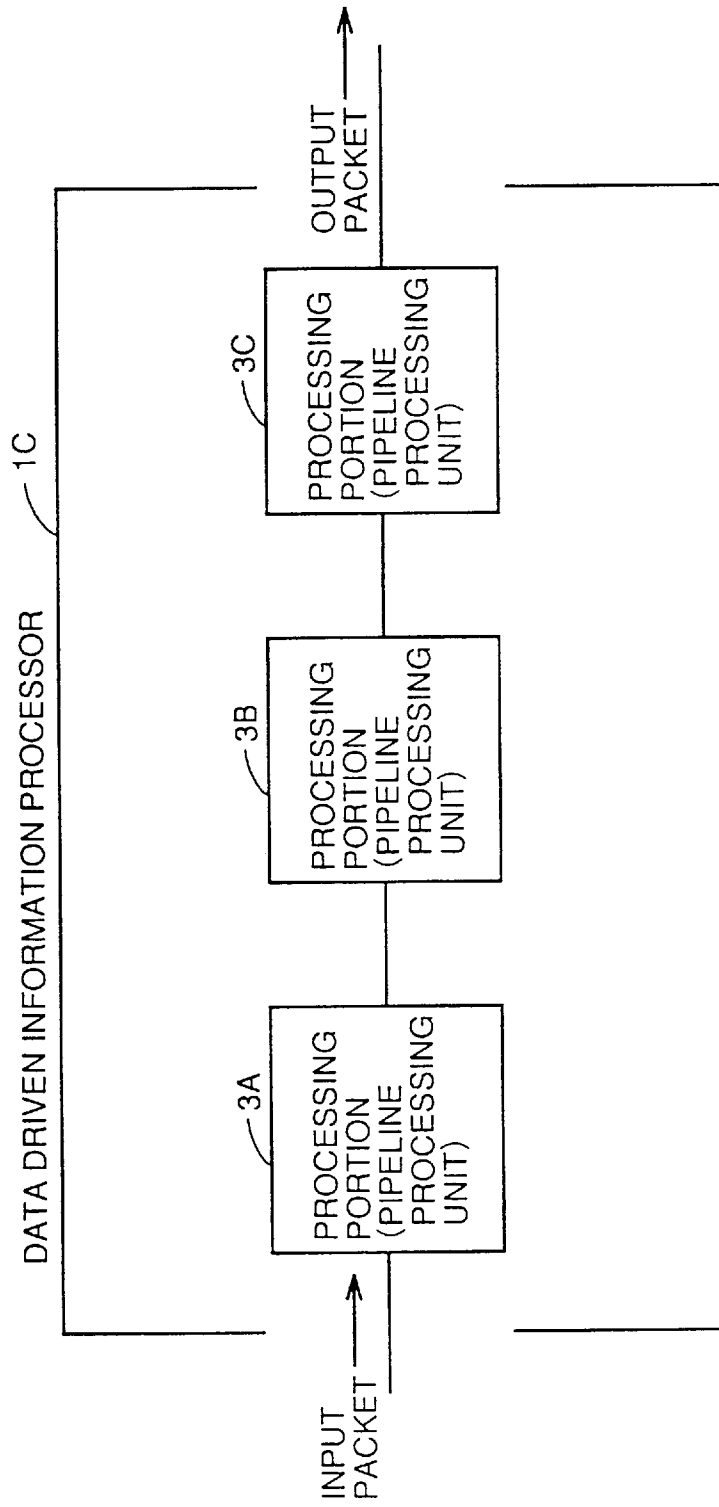 DATA DRIVEN INFORMATION PROCESSOR
1C
INPUT
PACKET
3A
PROCESSING
PORTION
(PIPELINE
PROCESSING
UNIT)
3B
PROCESSING
PORTION
(PIPELINE
PROCESSING
UNIT)
3C
PROCESSING
PORTION
(PIPELINE
PROCESSING
UNIT)
OUTPUT
PACKET